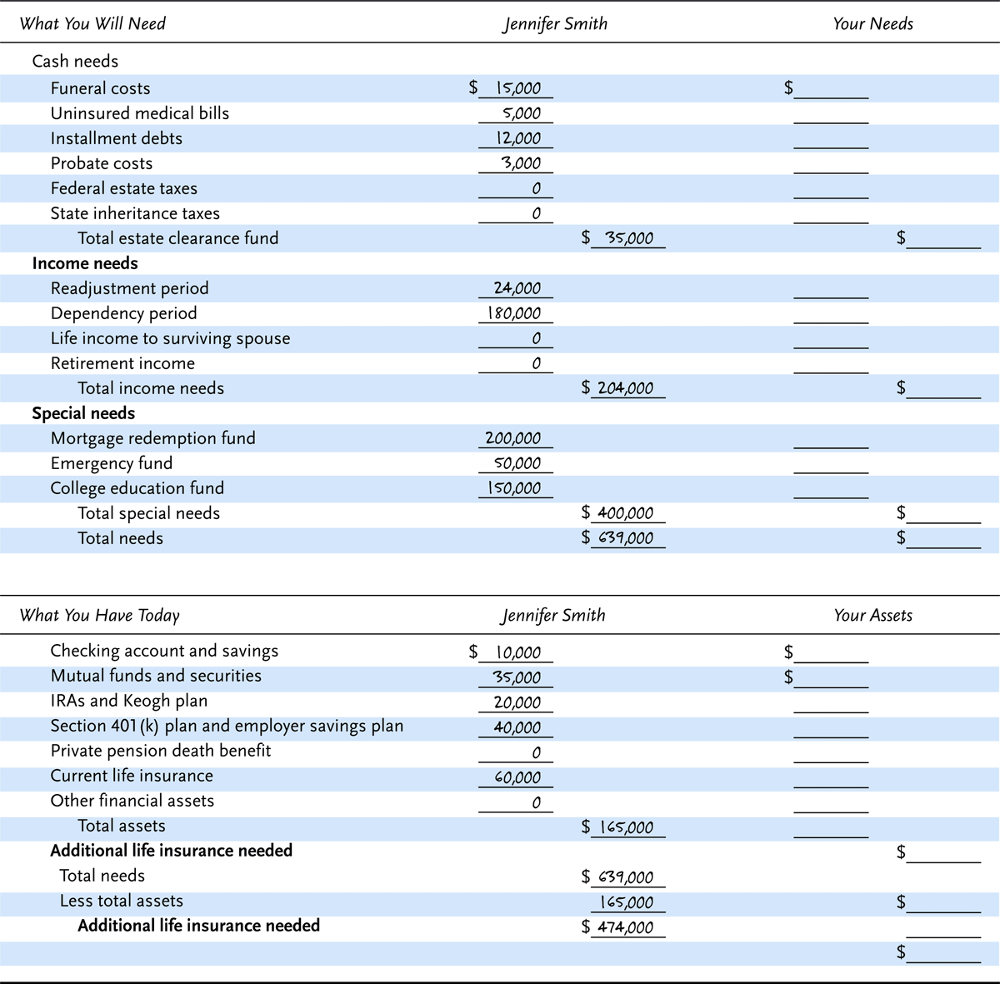 What You Will Need Jennifer Smith Your Needs
Cash needs
Funeral costs $ 15,000 $
Uninsured medical bills 5,000
Installment debts 12,000
Probate costs 3,000
Federal estate taxes 0
State inheritance taxes 0
Total estate clearance fund $ 35,000 $
Income needs
Readjustment period 24,000
Dependency period 180,000
Life income to surviving spouse 0
Retirement income 0
Total income needs $ 204,000 $
Special needs
Mortgage redemption fund 200,000
Emergency fund 50,000
College education fund 150,000
Total special needs $ 400,000 $
Total needs $ 639,000 $
What You Have Today Jennifer Smith Your Assets
Checking account and savings $ 10,000 $
Mutual funds and securities 35,000 $
IRAs and Keogh plan 20,000
Section 401(k) plan and employer savings plan 40,000
Private pension death benefit 0
Current life insurance 60,000
Other financial assets 0
Total assets $ 165,000
Additional life insurance needed $
Total needs $ 639,000
Less total assets 165,000 $
Additional life insurance needed $ 474,000
$